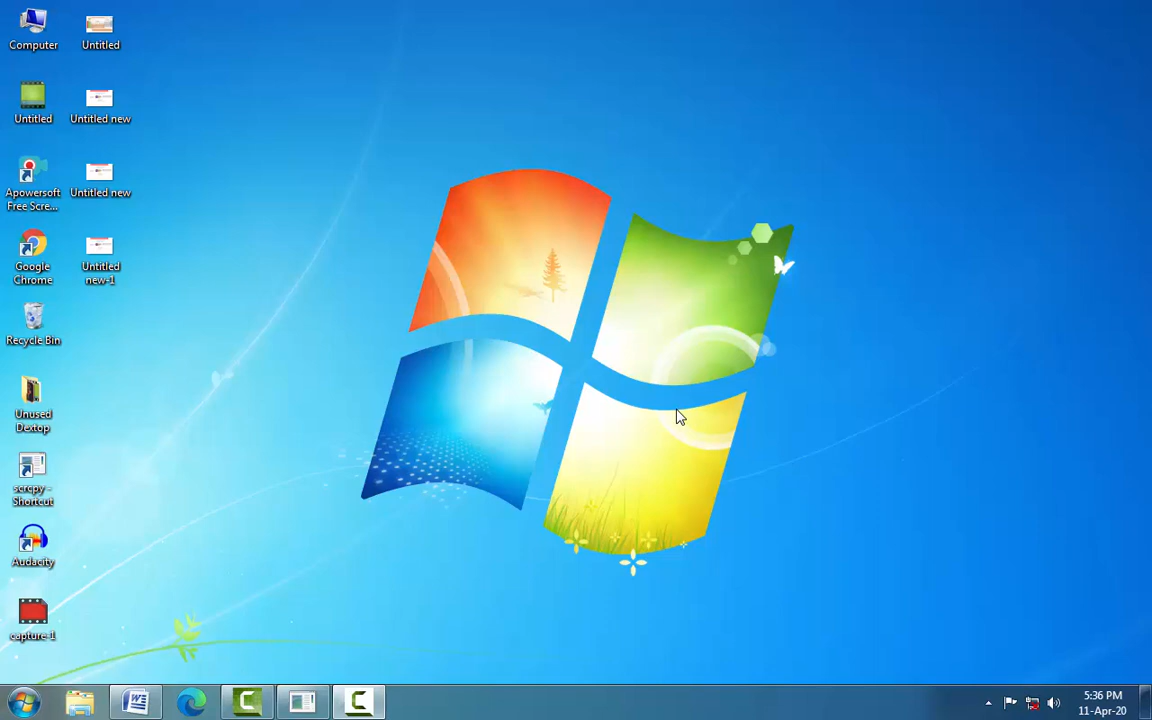 Computer
Untitled
Untitled
Untitled new
Apowersoft
Free Scre...
Untitled new
Google
Chrome
Untitled
new-1
Recycle Bin
Unused
Dextop
scrcpy -
Shortcut
Audacity
capture-1
5:36 PM
11-Apr-20